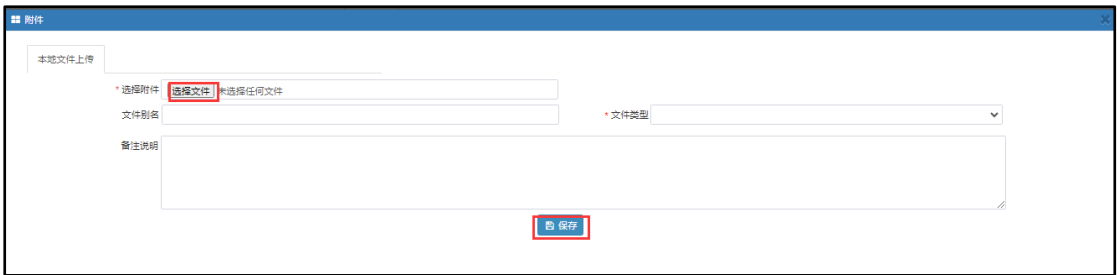 附件
本地文件上传
* 选择附件 选择文件 未选择任何文件
文件别名 * 文件类型
备注说明
保存